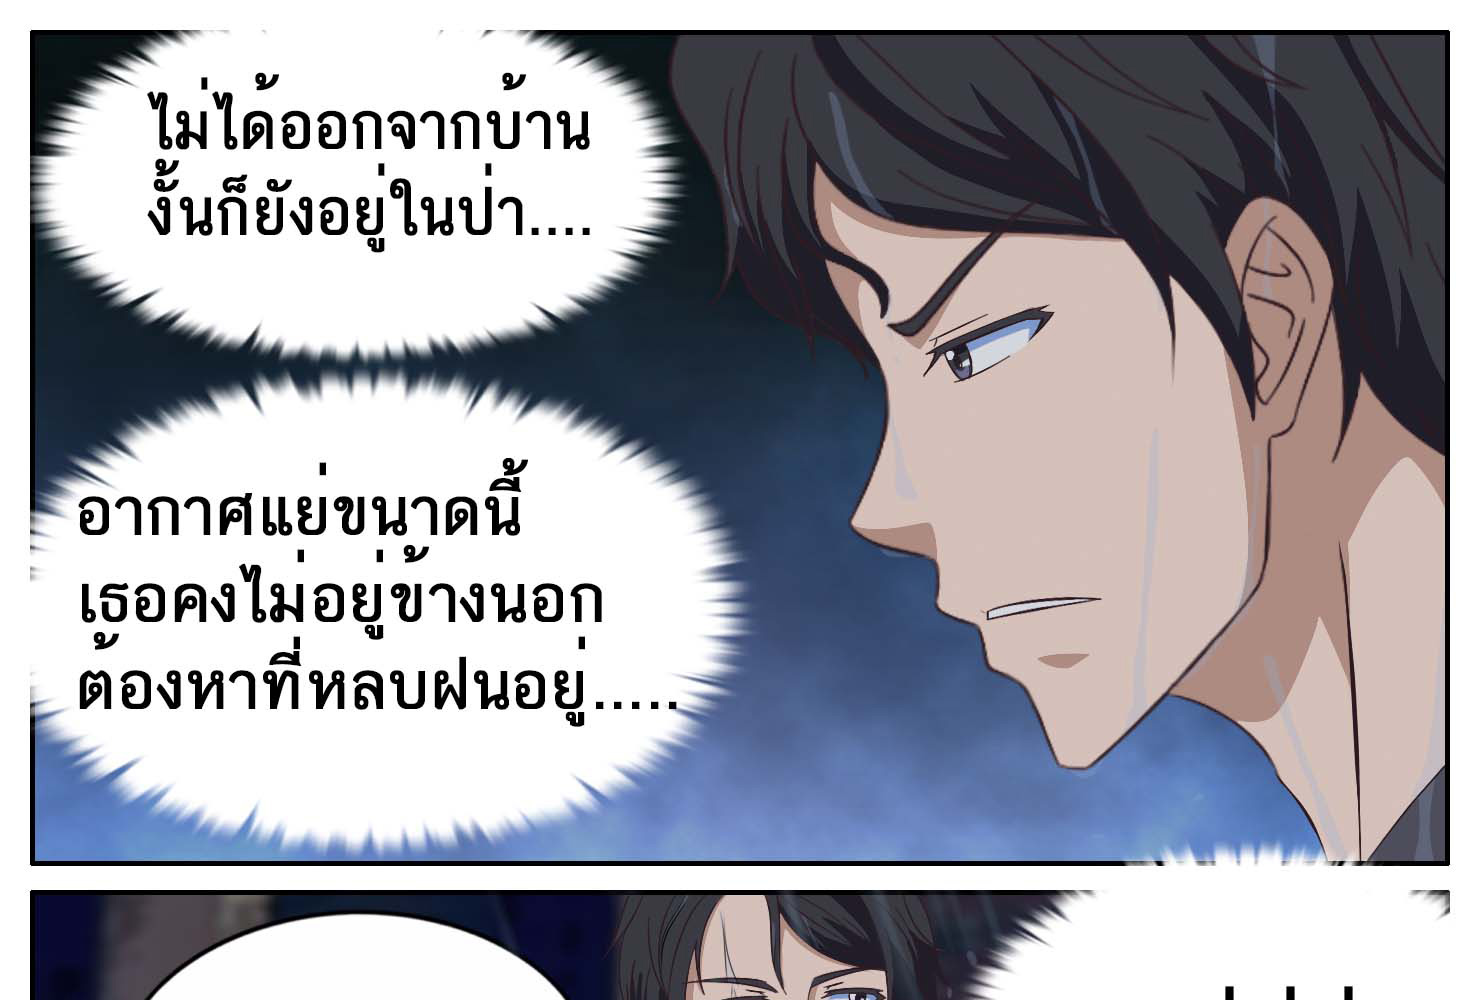 ไม่ได้ออกจากบ้าน
งั้นก็ยังอยู่ในป่า....
อากาศแย่ขนาดนี้
เธอคงไม่อยู่ข้างนอก
ต้องหาที่หลบฝนอยู่.....